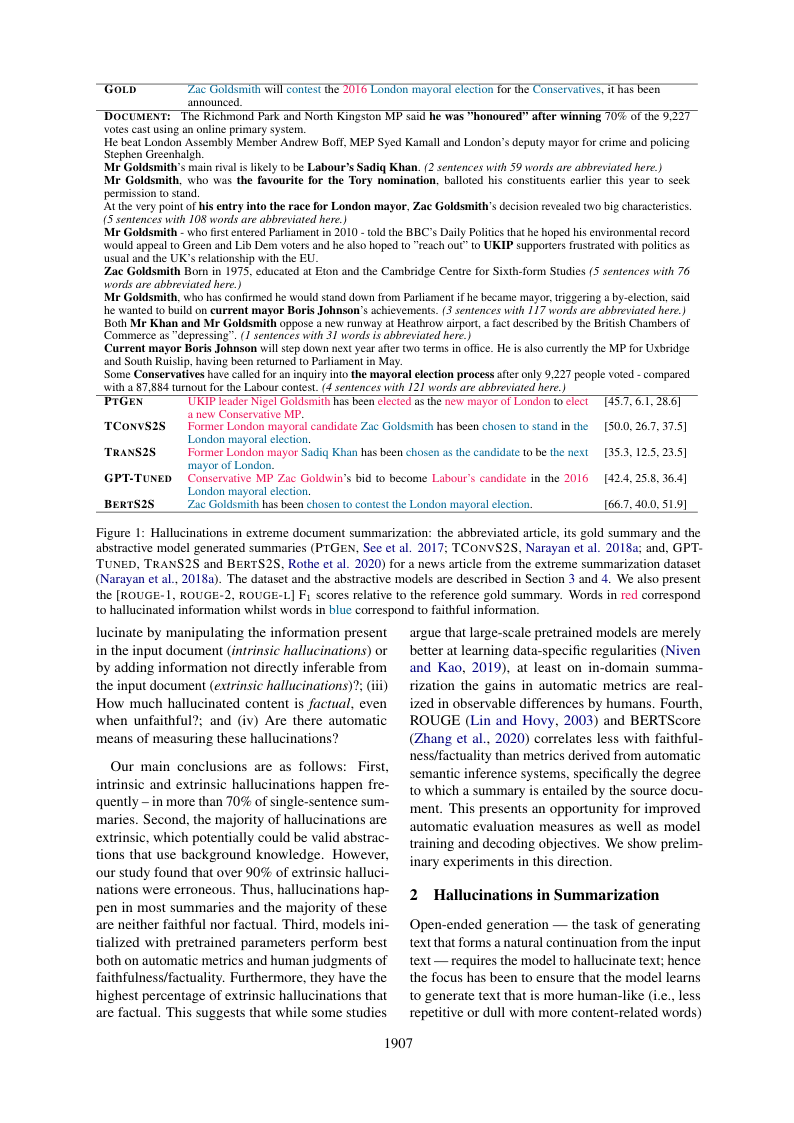 GOLD Zac Goldsmith will contest the 2016 London mayoral election for the Conservatives, it has been
announced.
DOCUMENT: The Richmond Park and North Kingston MP said he was "honoured" after winning 70% of the 9,227
votes cast using an online primary system.
He beat London Assembly Member Andrew Boff, MEP Syed Kamall and London's deputy mayor for crime and policing
Stephen Greenhalgh.
Mr Goldsmith's main rival is likely to be Labour's Sadiq Khan. (2 sentences with 59 words are abbreviated here.)
Mr Goldsmith, who was the favourite for the Tory nomination, balloted his constituents earlier this year to seek
permission to stand.
At the very point of his entry into the race for London mayor, Zac Goldsmith's decision revealed two big characteristics.
(5 sentences with 108 words are abbreviated here.)
Mr Goldsmith - who first entered Parliament in 2010 - told the BBC's Daily Politics that he hoped his environmental record
would appeal to Green and Lib Dem voters and he also hoped to "reach out" to UKIP supporters frustrated with politics as
usual and the UK's relationship with the EU.
Zac Goldsmith Born in 1975, educated at Eton and the Cambridge Centre for Sixth-form Studies (5 sentences with 76
words are abbreviated here.)
Mr Goldsmith, who has confirmed he would stand down from Parliament if he became mayor, triggering a by-election, said
he wanted to build on current mayor Boris Johnson's achievements. (3 sentences with 117 words are abbreviated here.)
Both Mr Khan and Mr Goldsmith oppose a new runway at Heathrow airport, a fact described by the British Chambers of
Commerce as "depressing". (1 sentences with 31 words is abbreviated here.)
Current mayor Boris Johnson will step down next year after two terms in office. He is also currently the MP for Uxbridge
and South Ruislip, having been returned to Parliament in May.
Some Conservatives have called for an inquiry into the mayoral election process after only 9,227 people voted - compared
with a 87,884 turnout for the Labour contest. (4 sentences with 121 words are abbreviated here.)
PTGEN UKIP leader Nigel Goldsmith has been elected as the new mayor of London to elect [45.7, 6.1, 28.6]
a new Conservative MP.
TCONVS2S Former London mayoral candidate Zac Goldsmith has been chosen to stand in the [50.0, 26.7, 37.5]
London mayoral election.
TRANS2S Former London mayor Sadiq Khan has been chosen as the candidate to be the next [35.3, 12.5, 23.5]
mayor of London.
GPT-TUNED Conservative MP Zac Goldwin's bid to become Labour's candidate in the 2016 [42.4, 25.8, 36.4]
London mayoral election.
BERTS2S Zac Goldsmith has been chosen to contest the London mayoral election. [66.7, 40.0, 51.9]
Figure 1: Hallucinations in extreme document summarization: the abbreviated article, its gold summary and the
abstractive model generated summaries (PTGEN, See et al. 2017; TCONVS2S, Narayan et al. 2018a; and, GPT-
TUNED, TRANS2S and BERTS2S, Rothe et al. 2020) for a news article from the extreme summarization dataset
(Narayan et al., 2018a). The dataset and the abstractive models are described in Section 3 and 4. We also present
the [ROUGE-1, ROUGE-2, ROUGE-L] F1 scores relative to the reference gold summary. Words in red correspond
to hallucinated information whilst words in blue correspond to faithful information.
lucinate by manipulating the information present
in the input document (intrinsic hallucinations) or
by adding information not directly inferable from
the input document (extrinsic hallucinations)?; (iii)
How much hallucinated content is factual, even
when unfaithful?; and (iv) Are there automatic
means of measuring these hallucinations?
Our main conclusions are as follows: First,
intrinsic and extrinsic hallucinations happen fre-
quently – in more than 70% of single-sentence sum-
maries. Second, the majority of hallucinations are
extrinsic, which potentially could be valid abstrac-
tions that use background knowledge. However,
our study found that over 90% of extrinsic halluci-
nations were erroneous. Thus, hallucinations hap-
pen in most summaries and the majority of these
are neither faithful nor factual. Third, models ini-
tialized with pretrained parameters perform best
both on automatic metrics and human judgments of
faithfulness/factuality. Furthermore, they have the
highest percentage of extrinsic hallucinations that
are factual. This suggests that while some studies
argue that large-scale pretrained models are merely
better at learning data-specific regularities (Niven
and Kao, 2019), at least on in-domain summa-
rization the gains in automatic metrics are real-
ized in observable differences by humans. Fourth,
ROUGE (Lin and Hovy, 2003) and BERTScore
(Zhang et al., 2020) correlates less with faithful-
ness/factuality than metrics derived from automatic
semantic inference systems, specifically the degree
to which a summary is entailed by the source docu-
ment. This presents an opportunity for improved
automatic evaluation measures as well as model
training and decoding objectives. We show prelim-
inary experiments in this direction.
2 Hallucinations in Summarization
Open-ended generation — the task of generating
text that forms a natural continuation from the input
text — requires the model to hallucinate text; hence
the focus has been to ensure that the model learns
to generate text that is more human-like (i.e., less
repetitive or dull with more content-related words)
1907